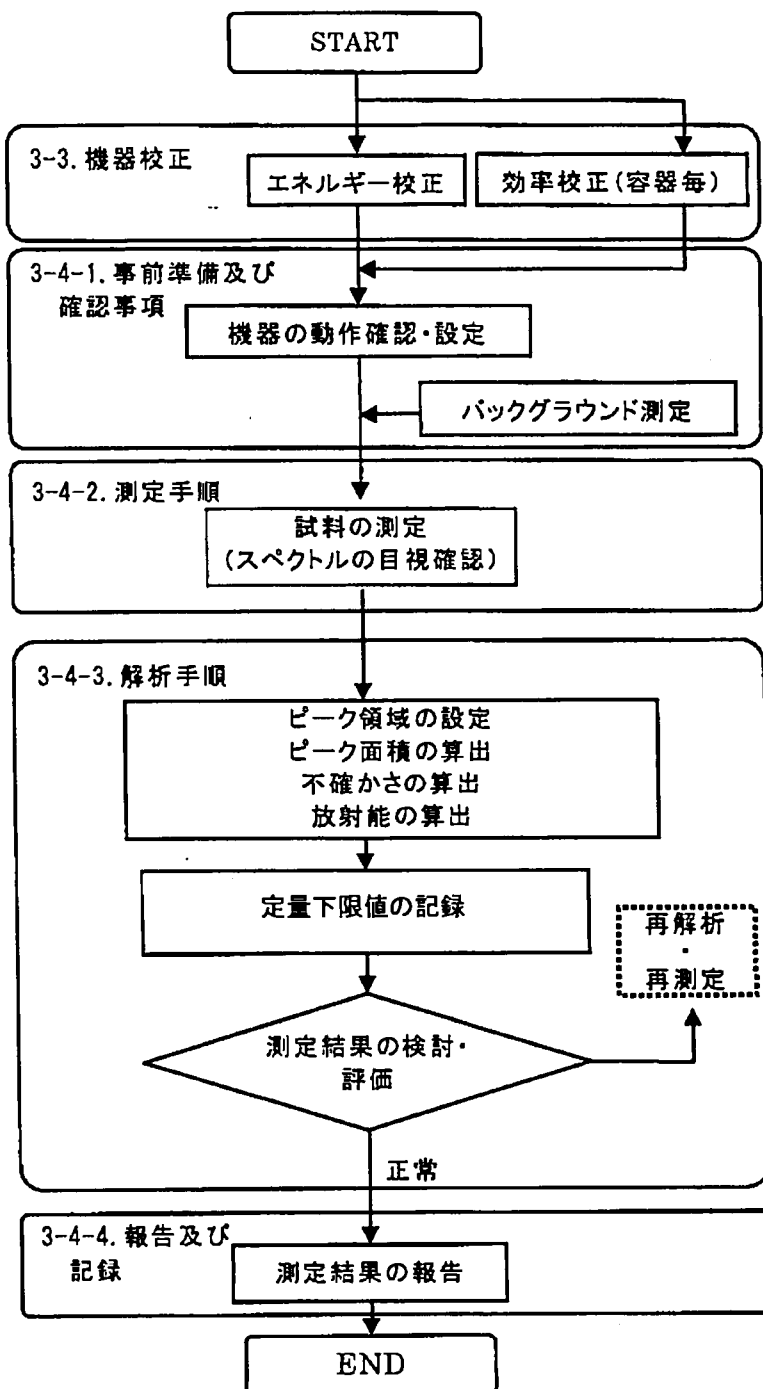 START
3-3. 機器校正
エネルギー校正
効率校正(容器毎)
3-4-1. 事前準備及び
確認事項
機器の動作確認・設定
バックグラウンド測定
3-4-2. 測定手順
試料の測定
(スペクトルの目視確認)
3-4-3. 解析手順
ピーク領域の設定
ピーク面積の算出
不確かさの算出
放射能の算出
定量下限値の記録
再解析
・
再測定
測定結果の検討・
評価
正常
3-4-4. 報告及び
記録
測定結果の報告
END